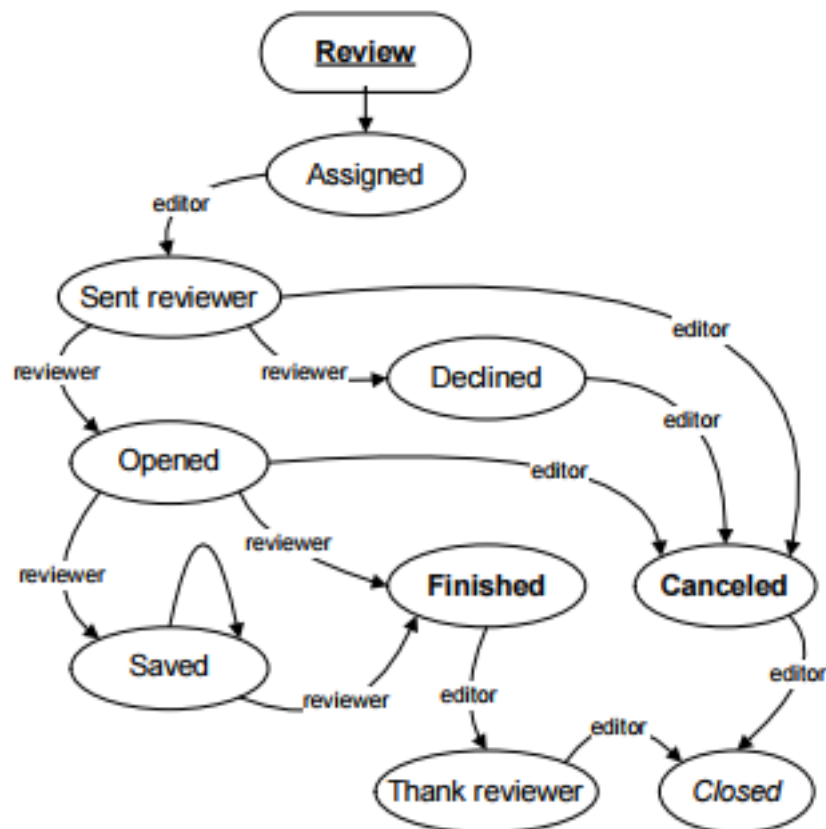 Review
Assigned
editor
Sent reviewer
editor
reviewer
reviewer
Declined
editor
Opened
editor
reviewer
reviewer
Finished
Canceled
Saved
reviewer
editor
editor
editor
Thank reviewer
Closed